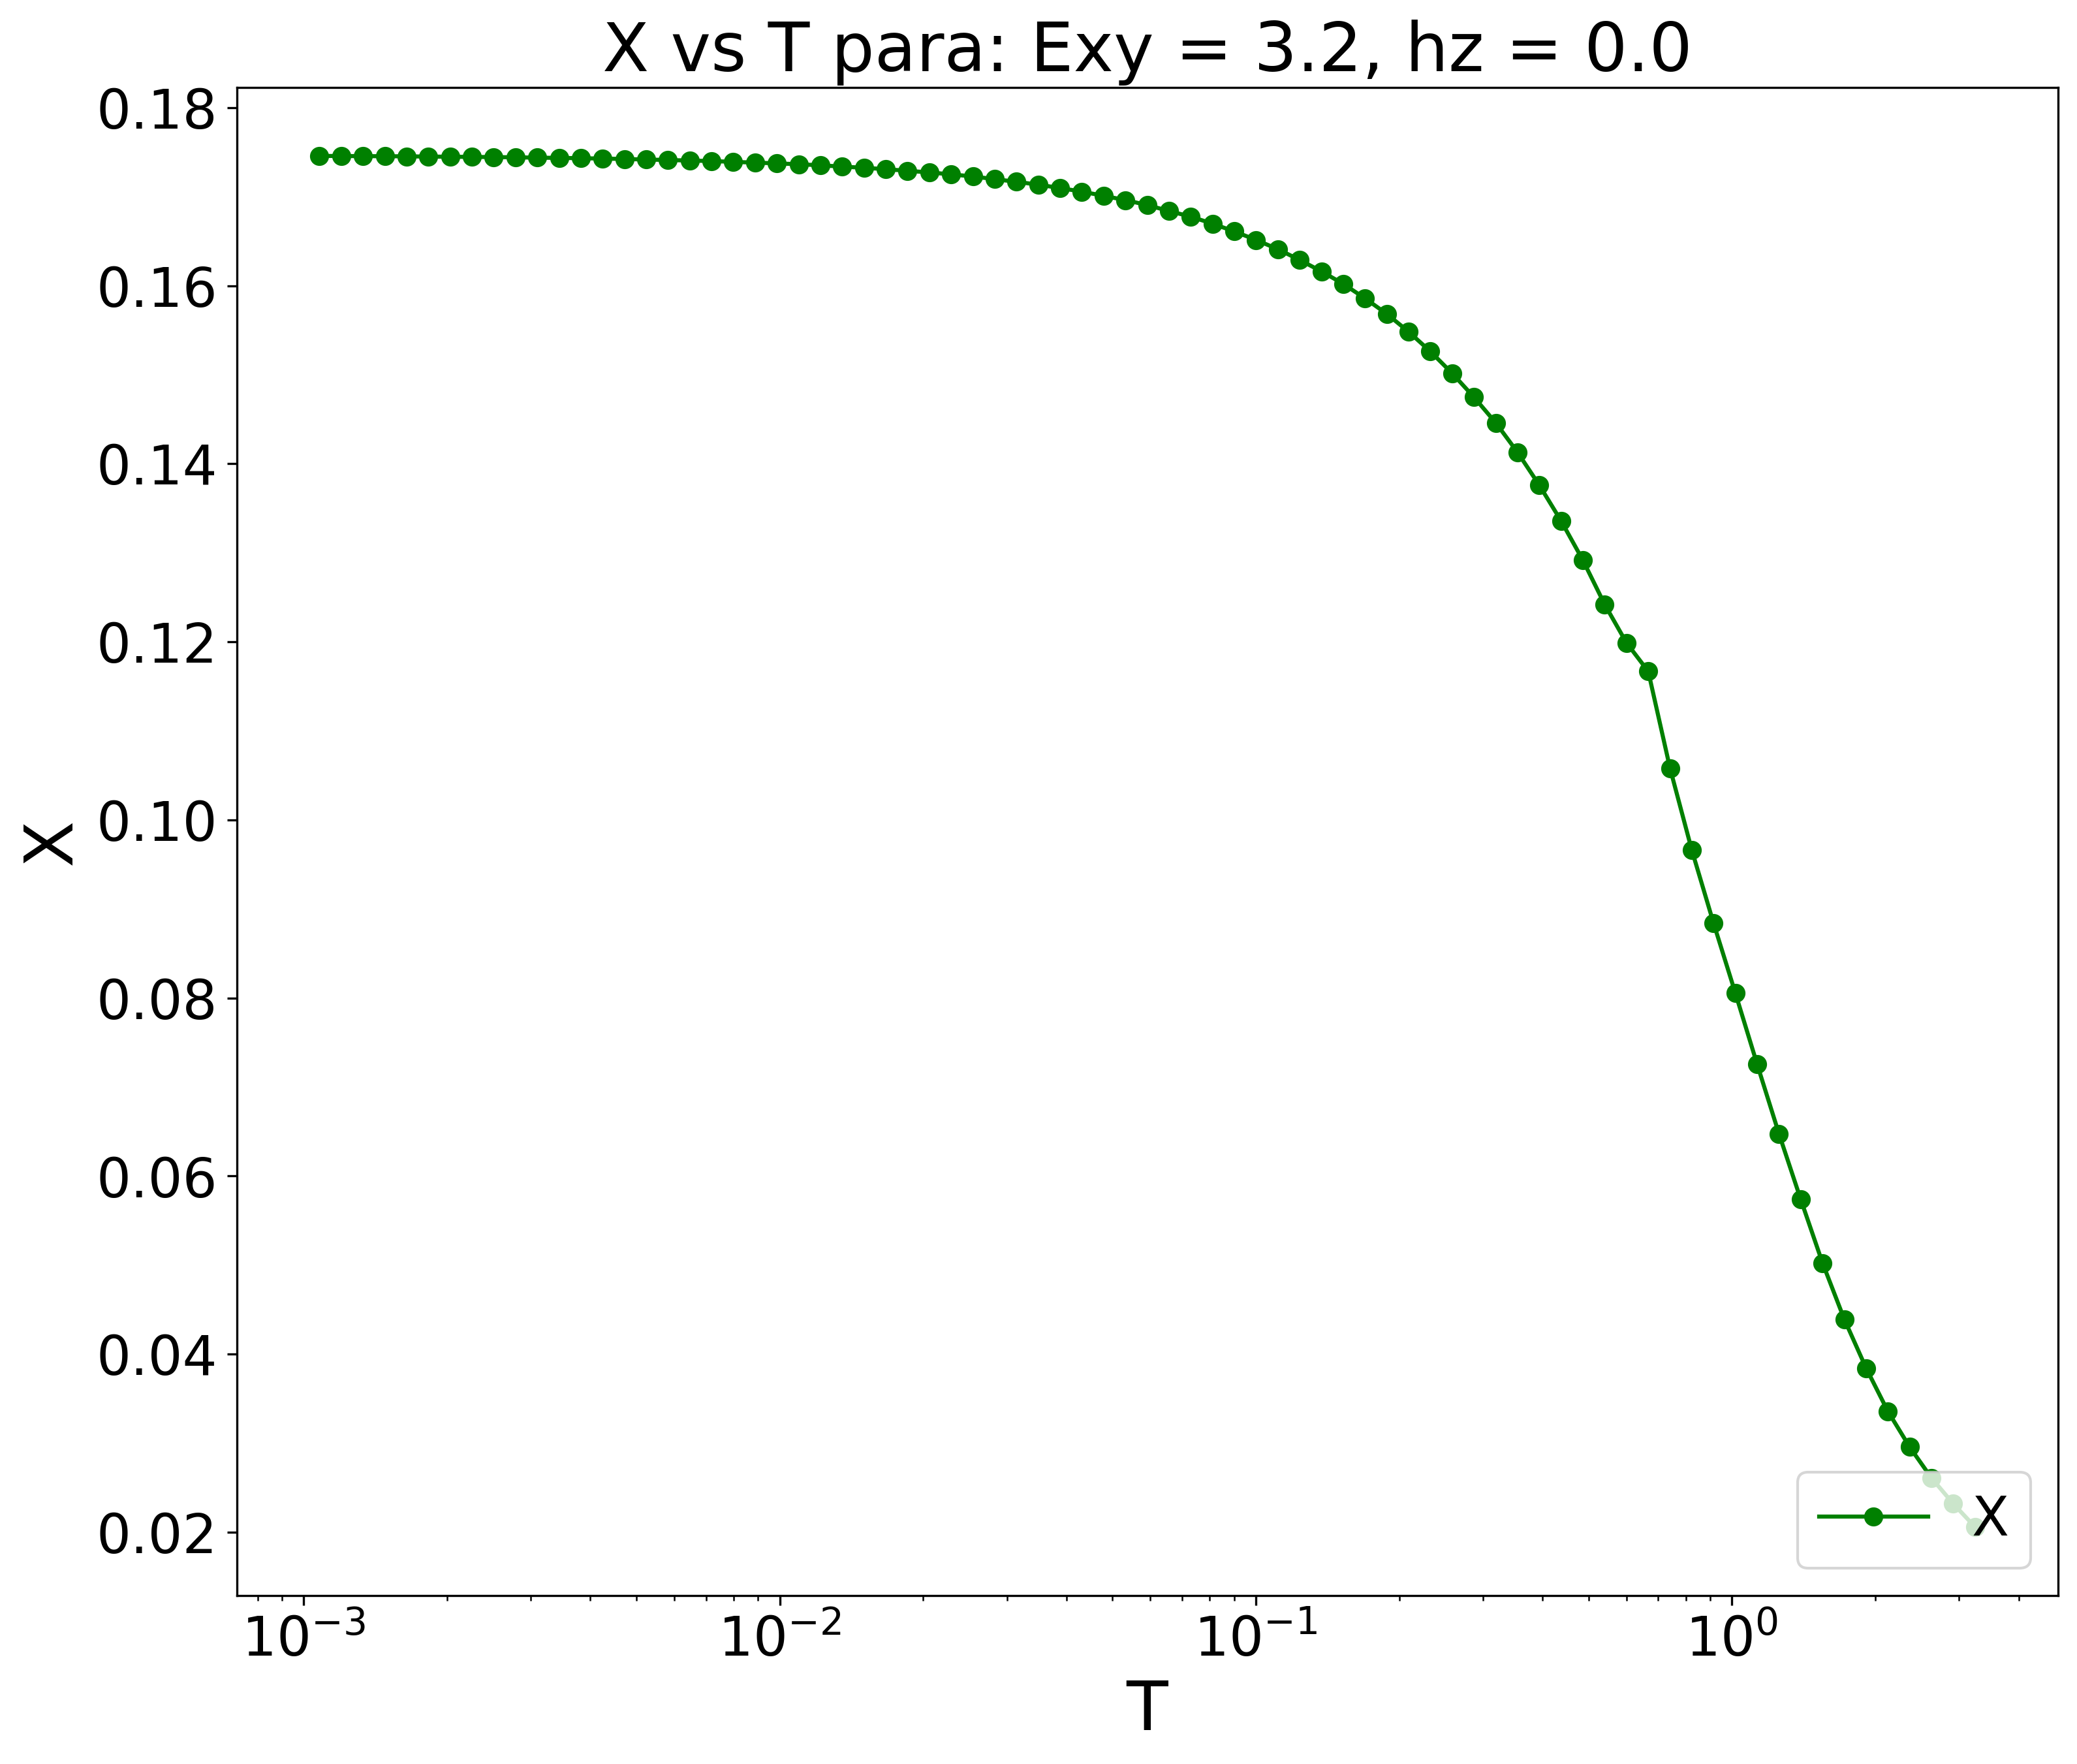 X vs T para: Exy = 3.2, hz = 0.0
0.18
0.16
0.14
0.12
0.10
0.08
0.06
0.04
0.02
X
X
10⁻³ 10⁻² 10⁻¹ 10⁰
T